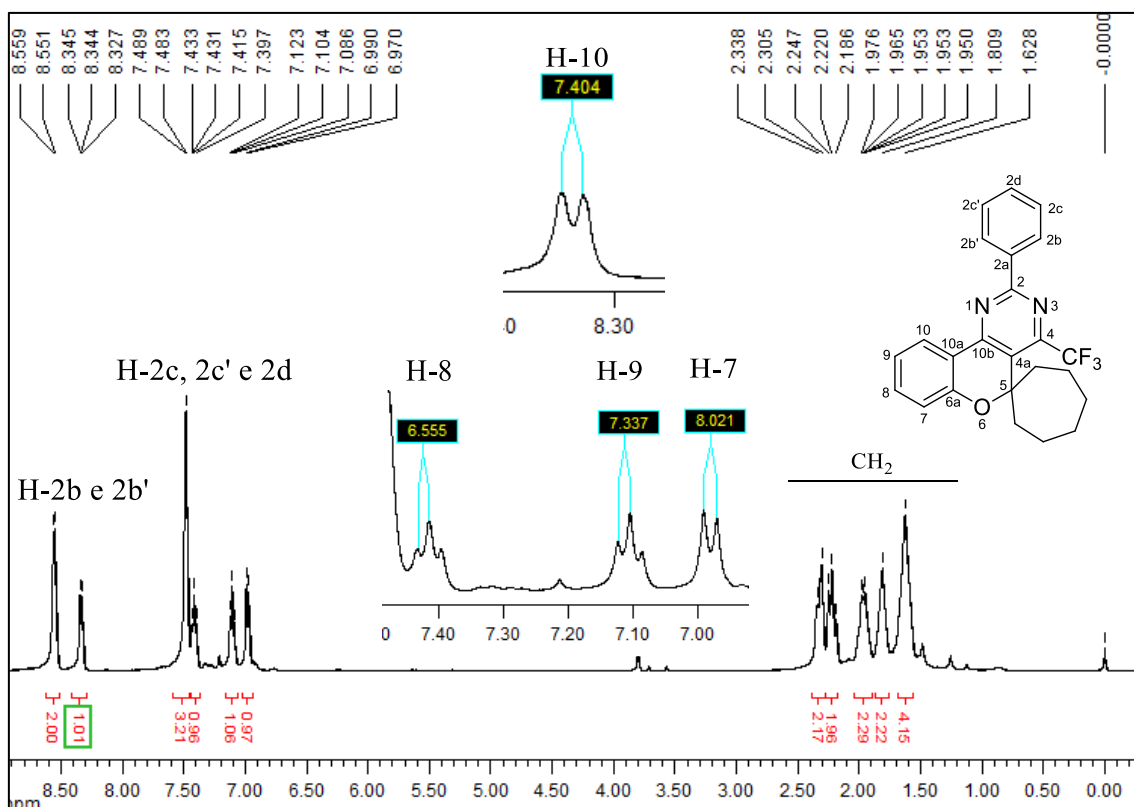 8.559 8.551 8.345 8.344 8.327 7.489 7.483 7.433 7.431 7.415 7.397 7.123 7.104 7.086 6.990 6.970 2.338 2.305 2.247 2.220 2.186 1.976 1.965 1.953 1.953 1.950 1.809 1.628 -0.0000
H-10
7.404
8.30
2d
2c' 2c
2b' 2b
2a
2
N 1 N 3
10 4
9 10a 10b 4a CF3
8 5
7 6a O
6
H-2c, 2c' e 2d
H-8 H-9 H-7
6.555 7.337 8.021
CH2
H-2b e 2b'
0 7.40 7.30 7.20 7.10 7.00
2.00 1.01 3.21 0.96 1.06 0.97 2.17 1.96 2.29 2.22 4.15
8.50 8.00 7.50 7.00 6.50 6.00 5.50 5.00 4.50 4.00 3.50 3.00 2.50 2.00 1.50 1.00 0.50 0.00